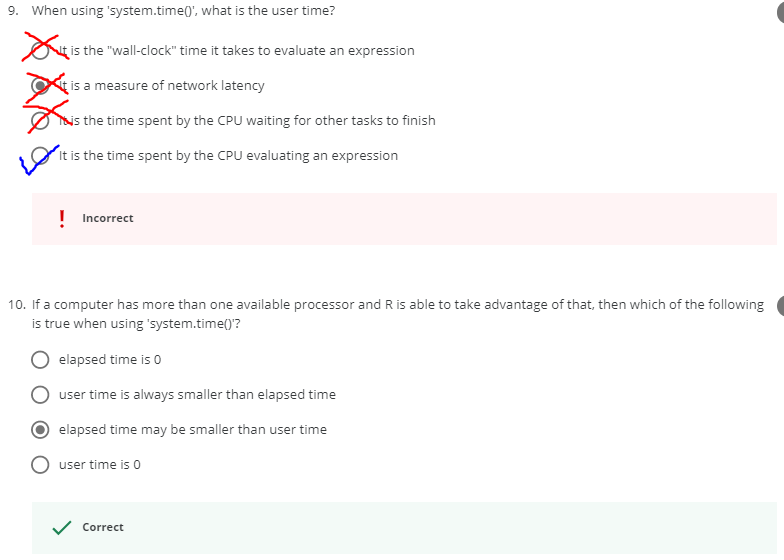 9. When using 'system.time()', what is the user time?
It is the "wall-clock" time it takes to evaluate an expression
It is a measure of network latency
It is the time spent by the CPU waiting for other tasks to finish
It is the time spent by the CPU evaluating an expression
! Incorrect
10. If a computer has more than one available processor and R is able to take advantage of that, then which of the following
is true when using 'system.time()'?
elapsed time is 0
user time is always smaller than elapsed time
elapsed time may be smaller than user time
user time is 0
Correct